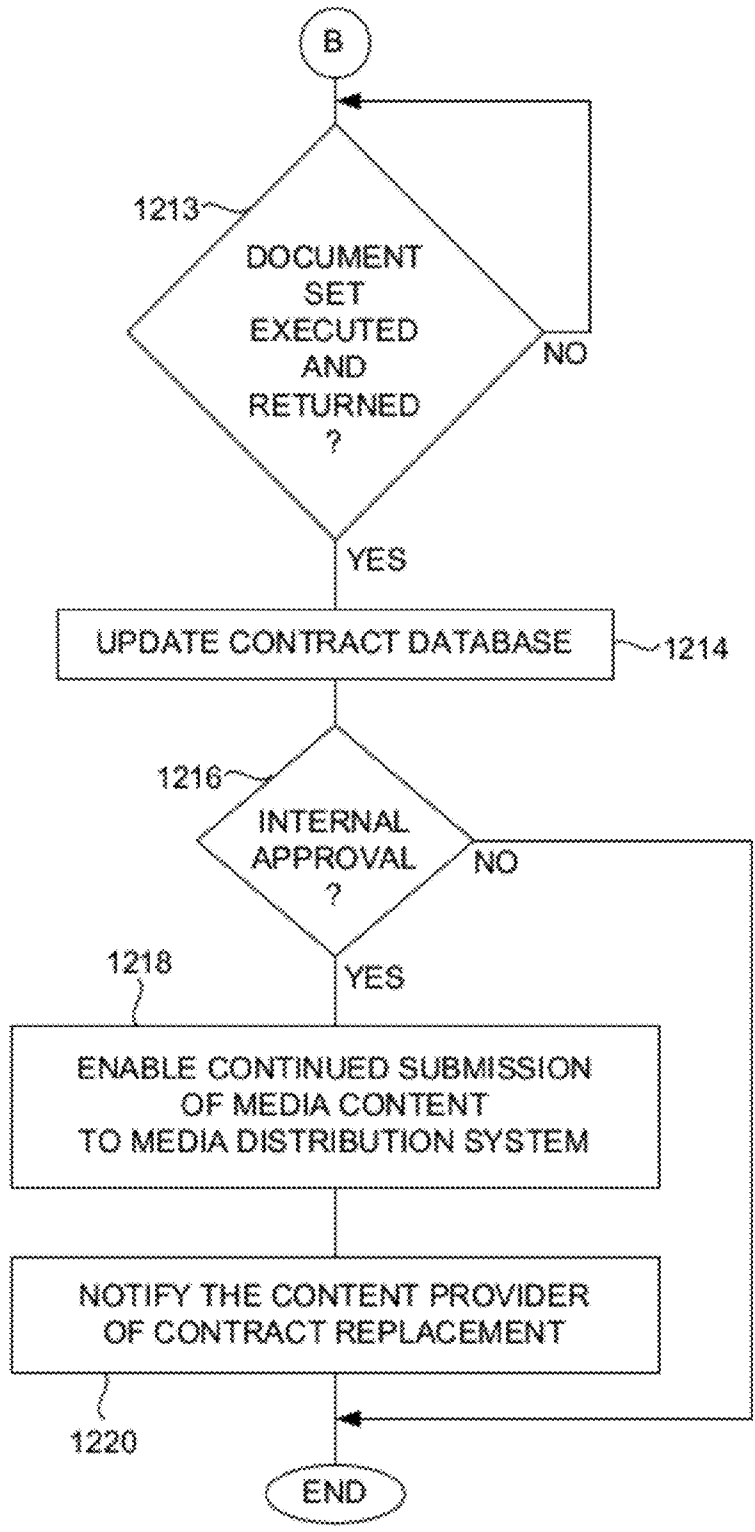 B
1213
DOCUMENT
SET
EXECUTED
AND
RETURNED
?
NO
YES
UPDATE CONTRACT DATABASE
1214
1216
INTERNAL
APPROVAL
?
NO
YES
1218
ENABLE CONTINUED SUBMISSION
OF MEDIA CONTENT
TO MEDIA DISTRIBUTION SYSTEM
NOTIFY THE CONTENT PROVIDER
OF CONTRACT REPLACEMENT
1220
END